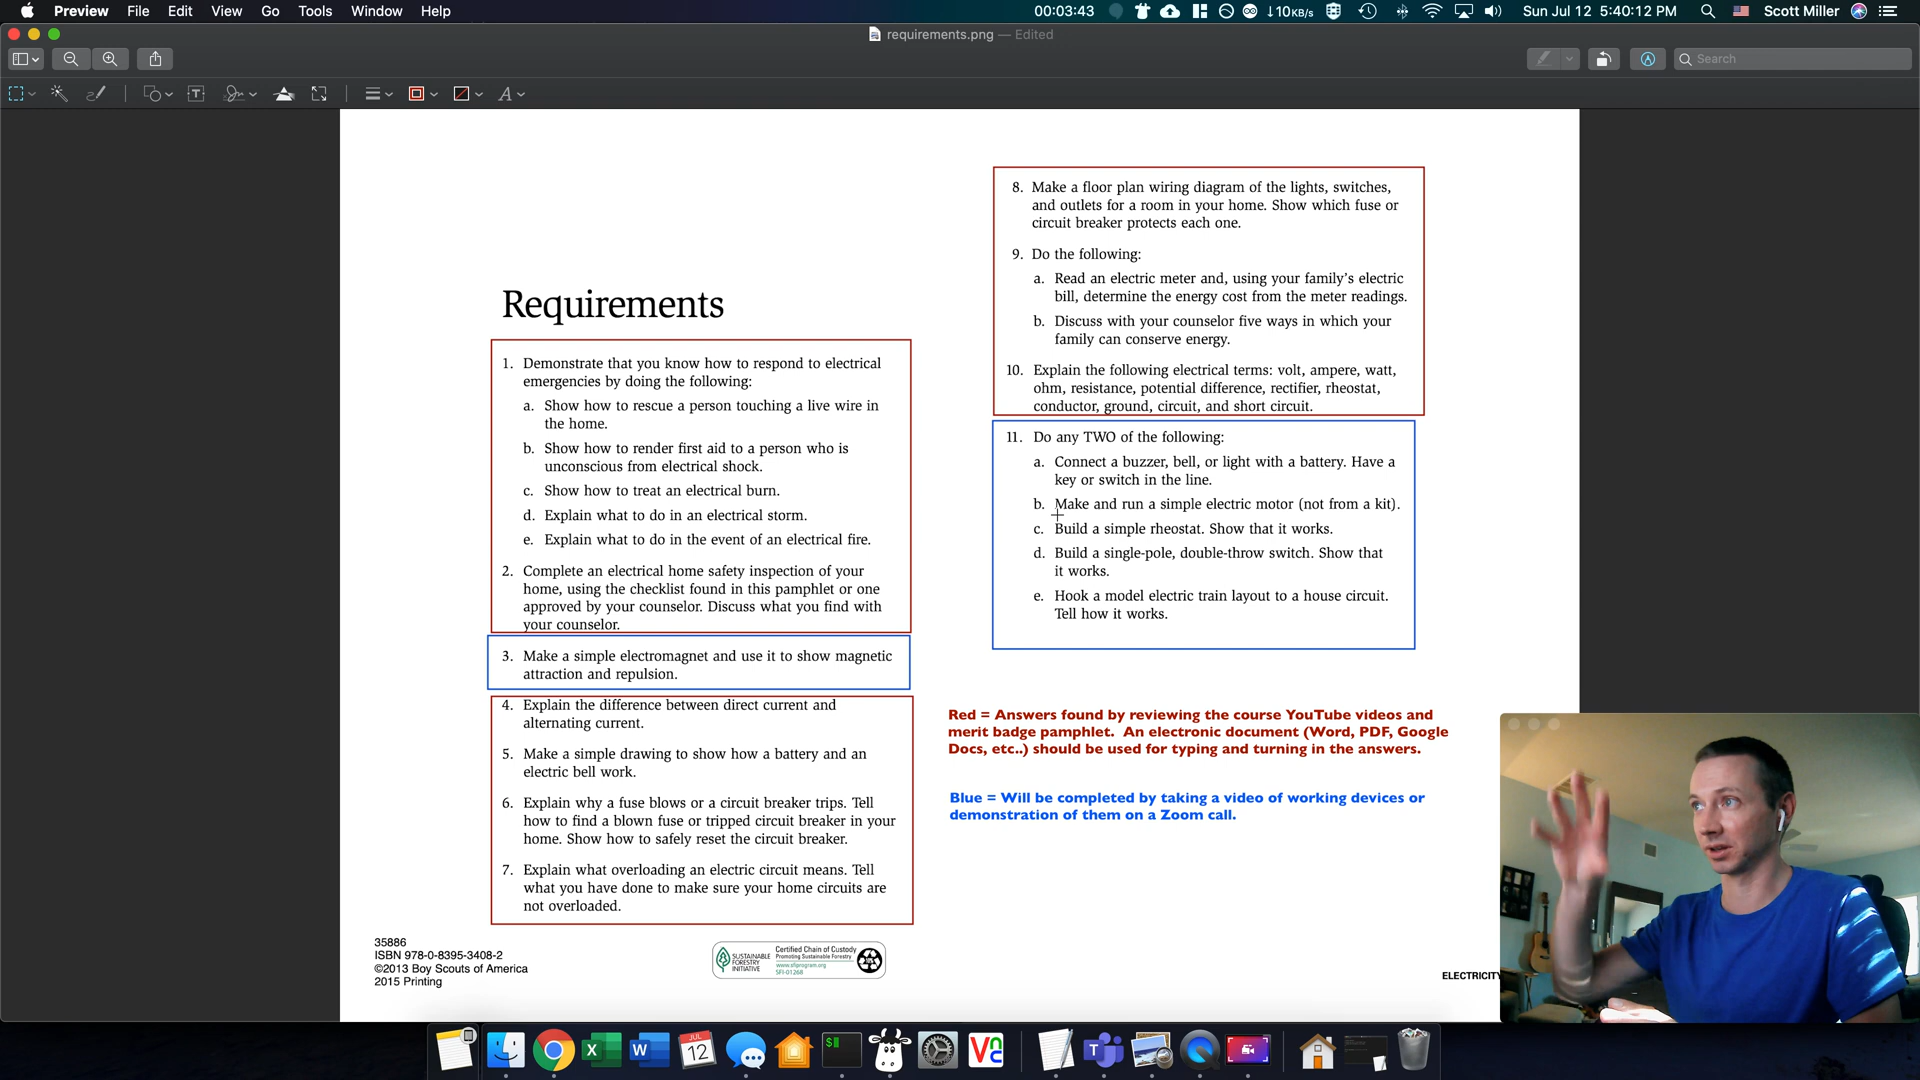 Preview File Edit View Go Tools Window Help
00:03:43 ↓10KB/s Sun Jul 12 5:40:12 PM Scott Miller
requirements.png — Edited
Search
Requirements
1. Demonstrate that you know how to respond to electrical
emergencies by doing the following:
a. Show how to rescue a person touching a live wire in
the home.
b. Show how to render first aid to a person who is
unconscious from electrical shock.
c. Show how to treat an electrical burn.
d. Explain what to do in an electrical storm.
e. Explain what to do in the event of an electrical fire.
2. Complete an electrical home safety inspection of your
home, using the checklist found in this pamphlet or one
approved by your counselor. Discuss what you find with
your counselor.
3. Make a simple electromagnet and use it to show magnetic
attraction and repulsion.
4. Explain the difference between direct current and
alternating current.
5. Make a simple drawing to show how a battery and an
electric bell work.
6. Explain why a fuse blows or a circuit breaker trips. Tell
how to find a blown fuse or tripped circuit breaker in your
home. Show how to safely reset the circuit breaker.
7. Explain what overloading an electric circuit means. Tell
what you have done to make sure your home circuits are
not overloaded.
35886
ISBN 978-0-8395-3408-2
©2013 Boy Scouts of America
2015 Printing
SUSTAINABLE
FORESTRY
INITIATIVE
Certified Chain of Custody
Promoting Sustainable Forestry
www.sfiprogram.org
SFI-01268
8. Make a floor plan wiring diagram of the lights, switches,
and outlets for a room in your home. Show which fuse or
circuit breaker protects each one.
9. Do the following:
a. Read an electric meter and, using your family's electric
bill, determine the energy cost from the meter readings.
b. Discuss with your counselor five ways in which your
family can conserve energy.
10. Explain the following electrical terms: volt, ampere, watt,
ohm, resistance, potential difference, rectifier, rheostat,
conductor, ground, circuit, and short circuit.
11. Do any TWO of the following:
a. Connect a buzzer, bell, or light with a battery. Have a
key or switch in the line.
b. Make and run a simple electric motor (not from a kit).
c. Build a simple rheostat. Show that it works.
d. Build a single-pole, double-throw switch. Show that
it works.
e. Hook a model electric train layout to a house circuit.
Tell how it works.
Red = Answers found by reviewing the course YouTube videos and
merit badge pamphlet. An electronic document (Word, PDF, Google
Docs, etc..) should be used for typing and turning in the answers.
Blue = Will be completed by taking a video of working devices or
demonstration of them on a Zoom call.
ELECTRICITY
JUL
12